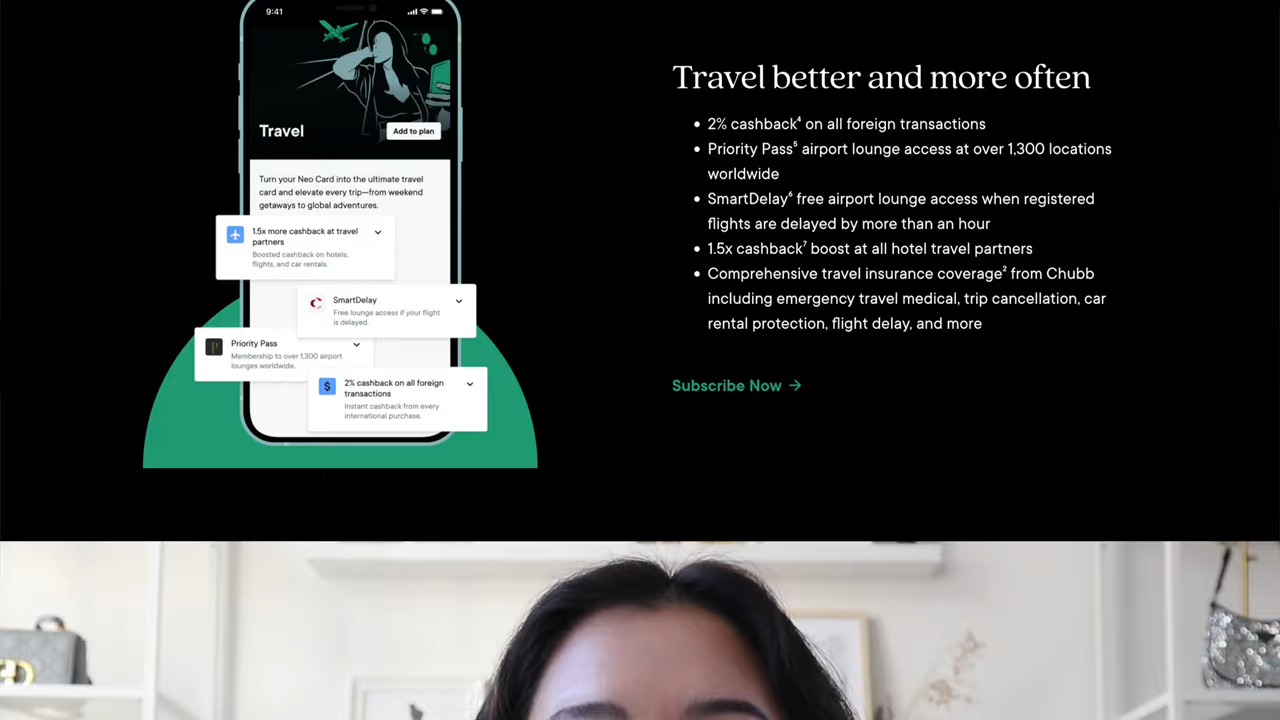 9:41
Travel
Add to plan
Turn your Neo Card into the ultimate travel
card and elevate every trip—from weekend
getaways to global adventures.
1.5x more cashback at travel
partners
Boosted cashback on hotels,
flights, and car rentals.
SmartDelay
Free lounge access if your flight
is delayed.
Priority Pass
Membership to over 1,300 airport
lounges worldwide.
$
2% cashback on all foreign
transactions
Instant cashback from every
international purchase.
Travel better and more often
• 2% cashback⁴ on all foreign transactions
• Priority Pass⁵ airport lounge access at over 1,300 locations
worldwide
• SmartDelay⁶ free airport lounge access when registered
flights are delayed by more than an hour
• 1.5x cashback⁷ boost at all hotel travel partners
• Comprehensive travel insurance coverage² from Chubb
including emergency travel medical, trip cancellation, car
rental protection, flight delay, and more
Subscribe Now →